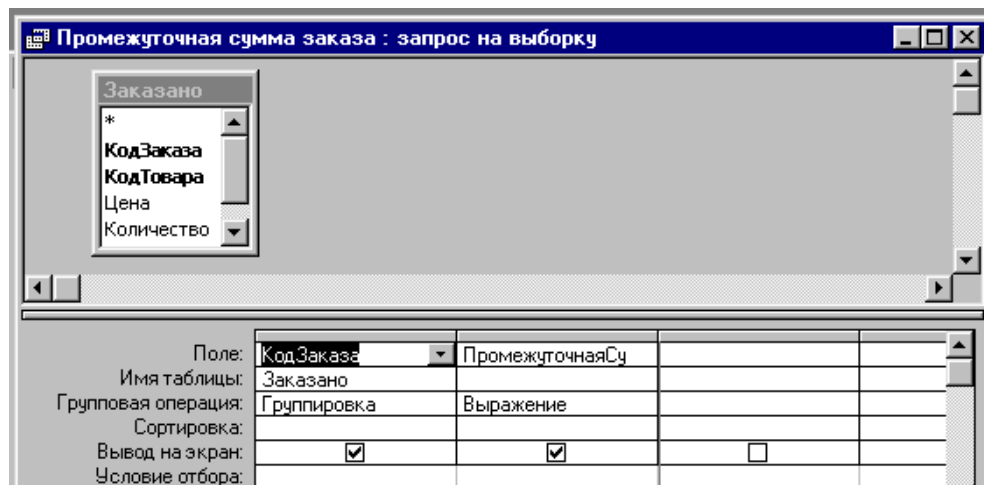 Промежуточная сумма заказа : запрос на выборку
Заказано
*
КодЗаказа
КодТовара
Цена
Количество
Поле: КодЗаказа ПромежуточнаяСу
Имя таблицы: Заказано
Групповая операция: Группировка Выражение
Сортировка:
Вывод на экран:
Условие отбора: